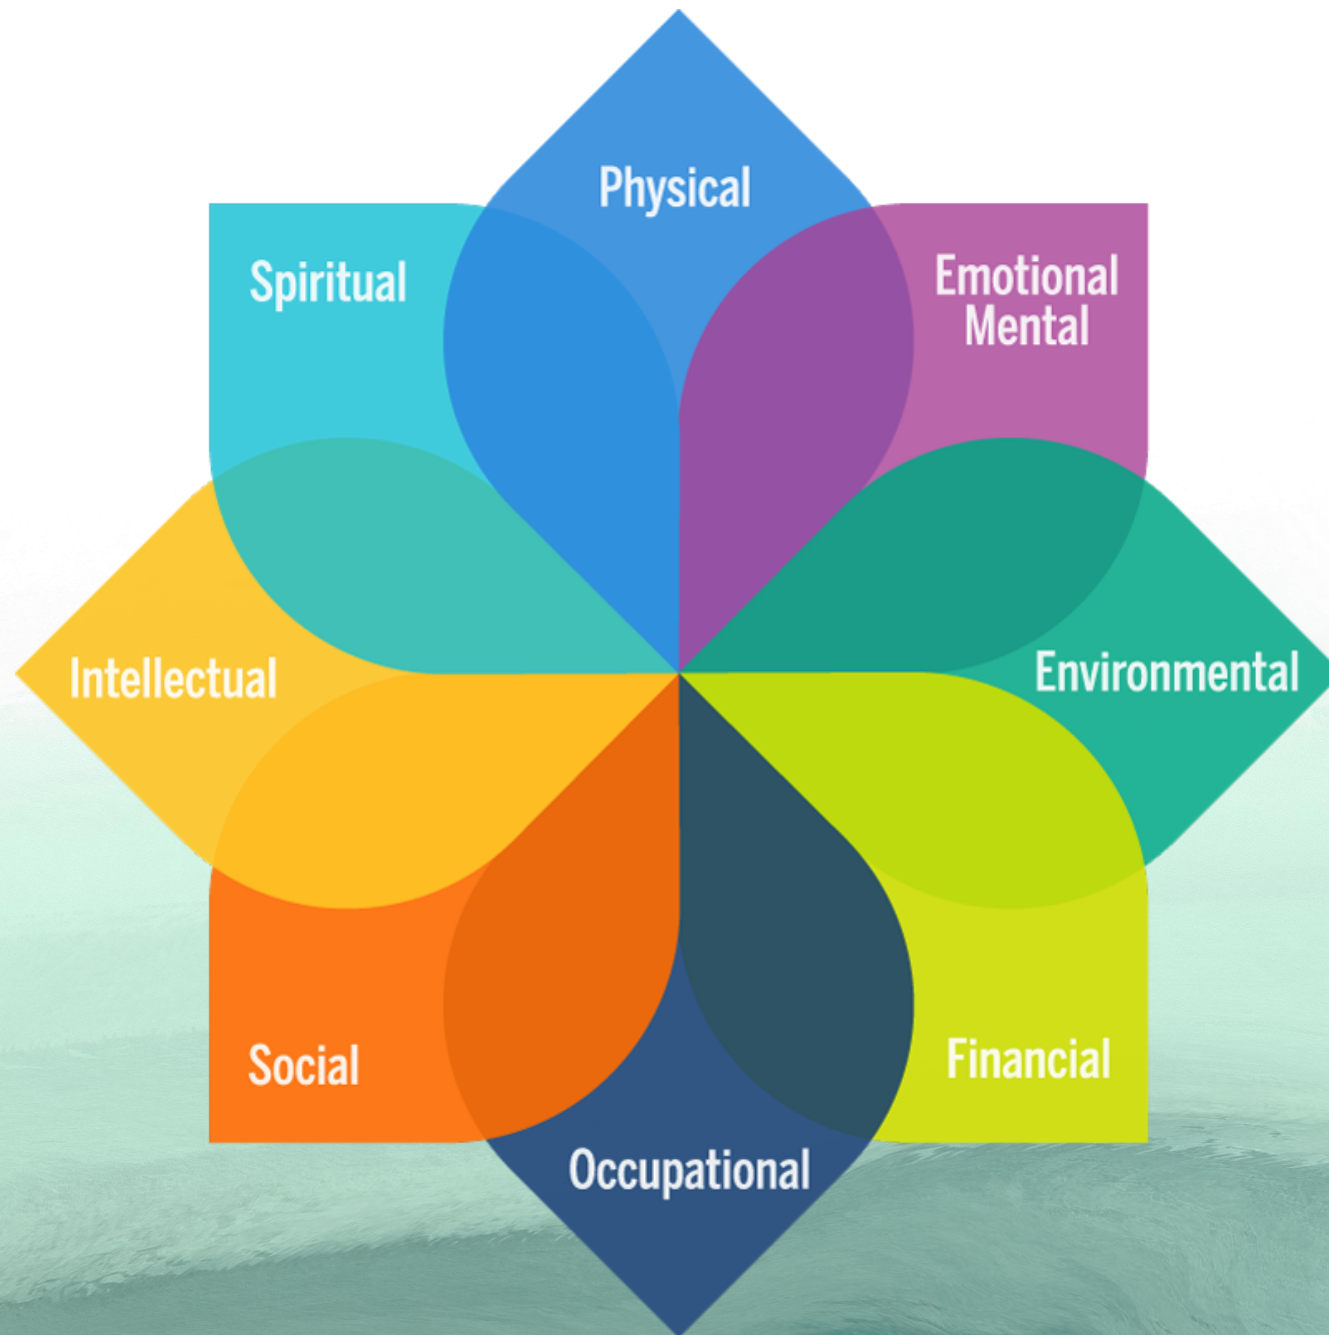 Physical
Spiritual
Emotional
Mental
Intellectual
Environmental
Social
Financial
Occupational